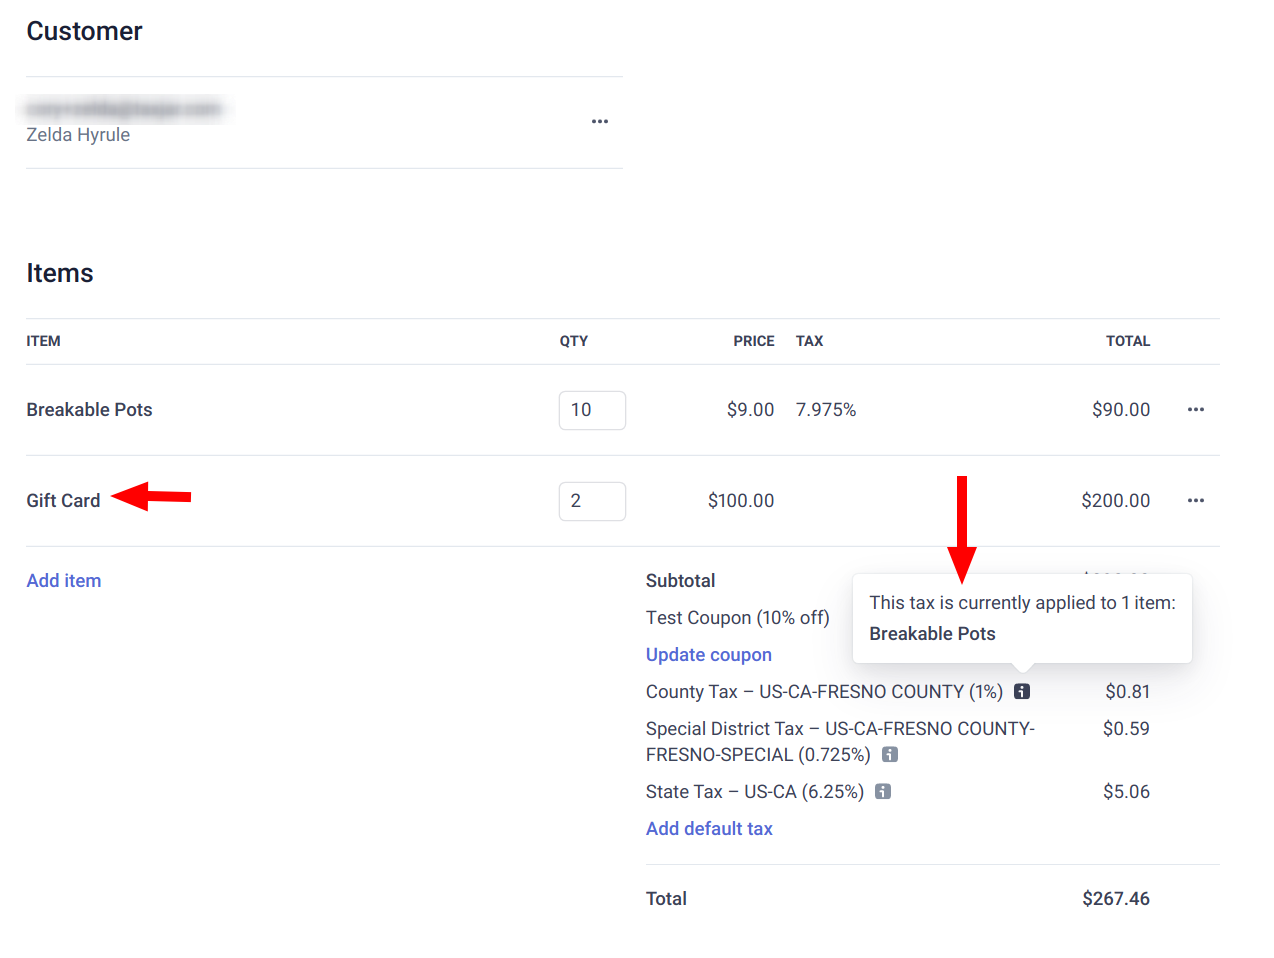 Customer
Zelda Hyrule
Items
ITEM QTY PRICE TAX TOTAL
Breakable Pots 10 $9.00 7.975% $90.00
Gift Card 2 $100.00 $200.00
Add item
Subtotal
Test Coupon (10% off)
Update coupon
This tax is currently applied to 1 item:
Breakable Pots
County Tax – US-CA-FRESNO COUNTY (1%) $0.81
Special District Tax – US-CA-FRESNO COUNTY- $0.59
FRESNO-SPECIAL (0.725%)
State Tax – US-CA (6.25%) $5.06
Add default tax
Total $267.46